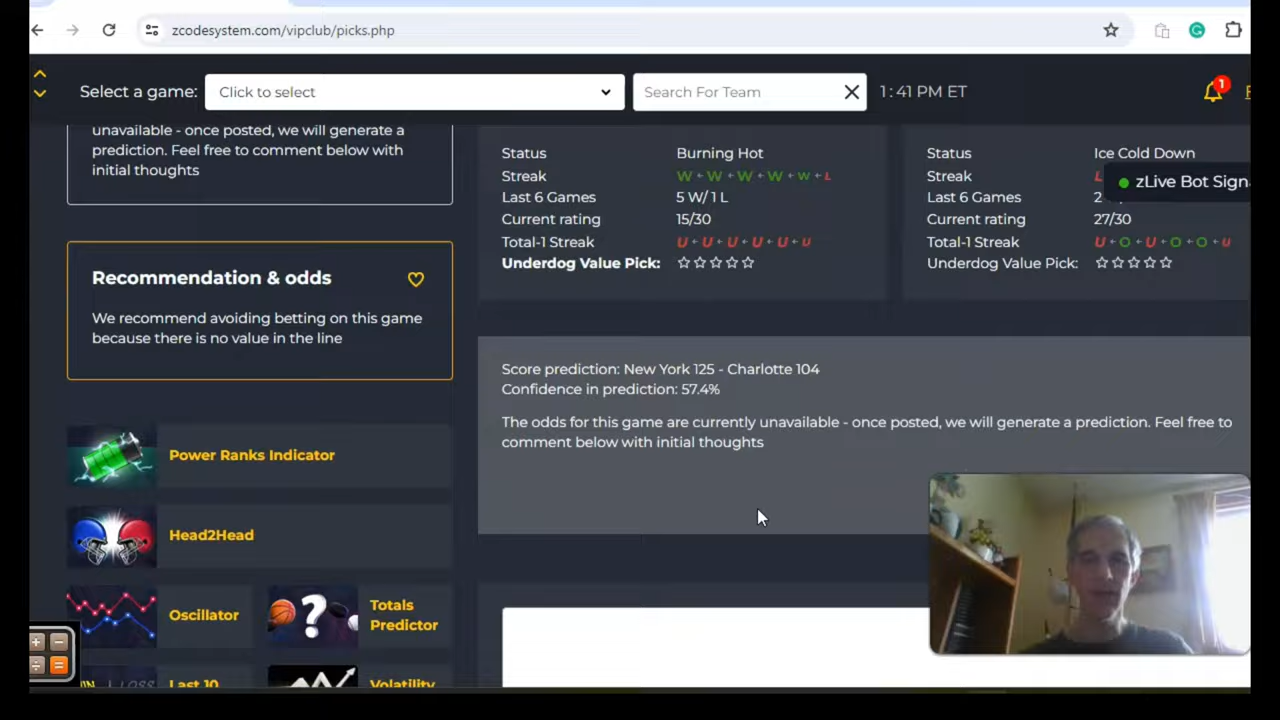 zcodesystem.com/vipclub/picks.php
Select a game:
Click to select
Search For Team
1:41 PM ET
1
unavailable - once posted, we will generate a
prediction. Feel free to comment below with
initial thoughts
Recommendation & odds
We recommend avoiding betting on this game
because there is no value in the line
Power Ranks Indicator
Head2Head
Oscillator
Totals
Predictor
Last 10
Volatility
Status Burning Hot
Streak W W W W W L
Last 6 Games 5 W/ 1 L
Current rating 15/30
Total-1 Streak U U U U U U
Underdog Value Pick:
Status Ice Cold Down
Streak L
zLive Bot Sign
Last 6 Games 2
Current rating 27/30
Total-1 Streak U O U O O U
Underdog Value Pick:
Score prediction: New York 125 - Charlotte 104
Confidence in prediction: 57.4%
The odds for this game are currently unavailable - once posted, we will generate a prediction. Feel free to
comment below with initial thoughts